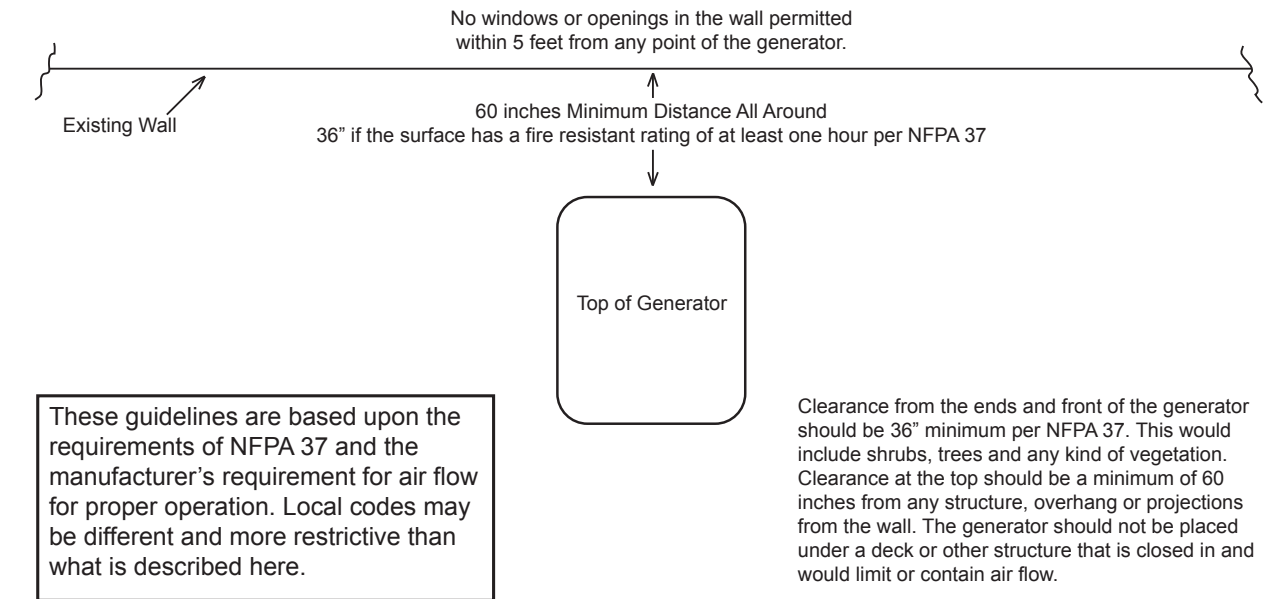 No windows or openings in the wall permitted
within 5 feet from any point of the generator.
Existing Wall
60 inches Minimum Distance All Around
36” if the surface has a fire resistant rating of at least one hour per NFPA 37
Top of Generator
These guidelines are based upon the
requirements of NFPA 37 and the
manufacturer’s requirement for air flow
for proper operation. Local codes may
be different and more restrictive than
what is described here.
Clearance from the ends and front of the generator
should be 36” minimum per NFPA 37. This would
include shrubs, trees and any kind of vegetation.
Clearance at the top should be a minimum of 60
inches from any structure, overhang or projections
from the wall. The generator should not be placed
under a deck or other structure that is closed in and
would limit or contain air flow.